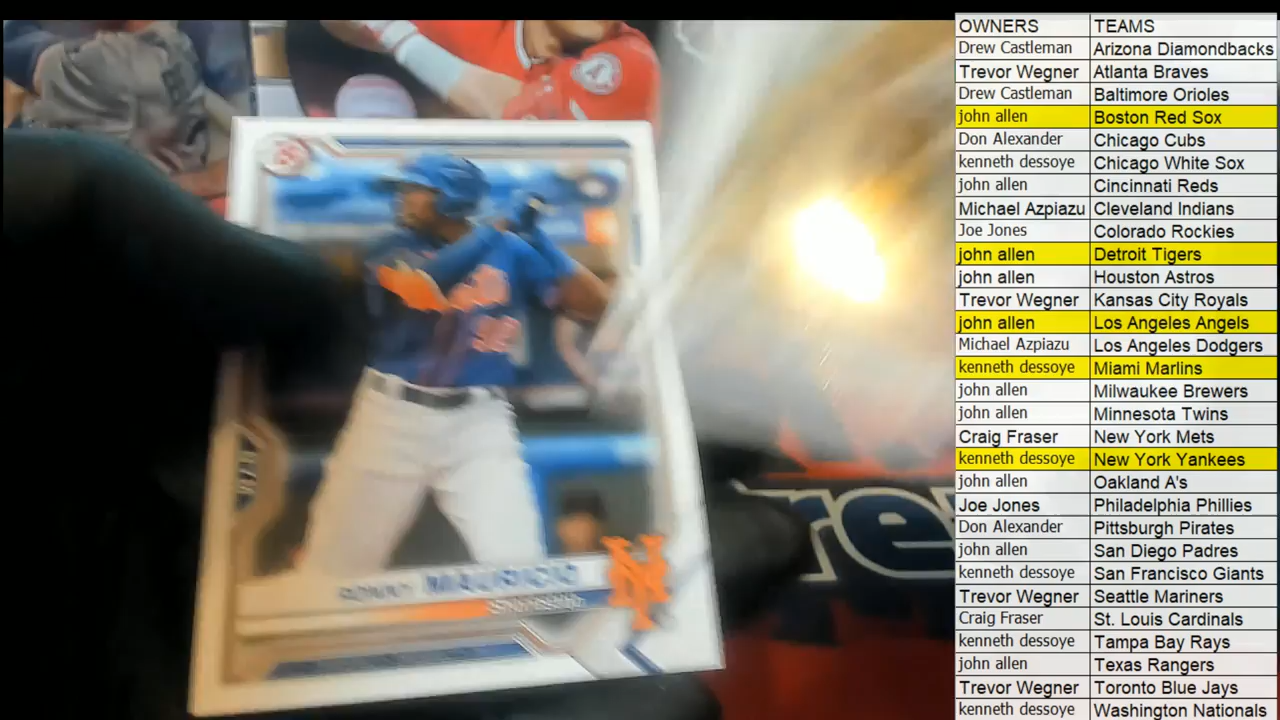 OWNERS TEAMS
Drew Castleman Arizona Diamondbacks
Trevor Wegner Atlanta Braves
Drew Castleman Baltimore Orioles
john allen Boston Red Sox
Don Alexander Chicago Cubs
kenneth dessoye Chicago White Sox
john allen Cincinnati Reds
Michael Azpiazu Cleveland Indians
Joe Jones Colorado Rockies
john allen Detroit Tigers
john allen Houston Astros
Trevor Wegner Kansas City Royals
john allen Los Angeles Angels
Michael Azpiazu Los Angeles Dodgers
kenneth dessoye Miami Marlins
john allen Milwaukee Brewers
john allen Minnesota Twins
Craig Fraser New York Mets
kenneth dessoye New York Yankees
john allen Oakland A's
Joe Jones Philadelphia Phillies
Don Alexander Pittsburgh Pirates
john allen San Diego Padres
kenneth dessoye San Francisco Giants
Trevor Wegner Seattle Mariners
Craig Fraser St. Louis Cardinals
kenneth dessoye Tampa Bay Rays
john allen Texas Rangers
Trevor Wegner Toronto Blue Jays
kenneth dessoye Washington Nationals
RONNY MAURICIO
SHORTSTOP
NY
re